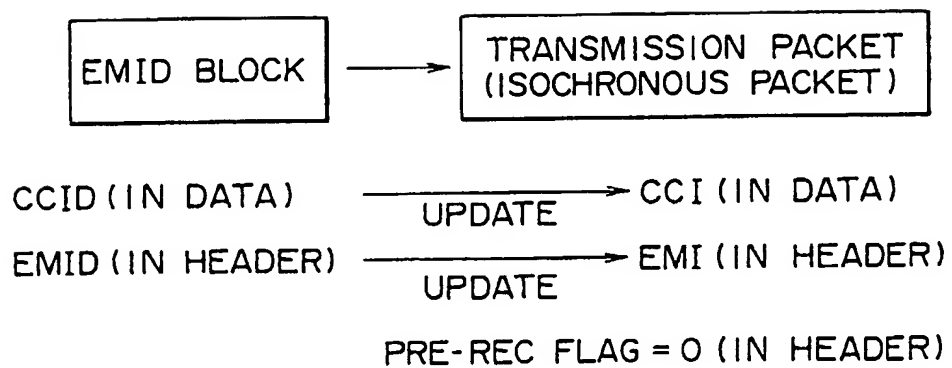 EMID BLOCK
TRANSMISSION PACKET
(ISOCHRONOUS PACKET)
CCID (IN DATA)
UPDATE
CCI (IN DATA)
EMID (IN HEADER)
UPDATE
EMI (IN HEADER)
PRE-REC FLAG = 0 (IN HEADER)